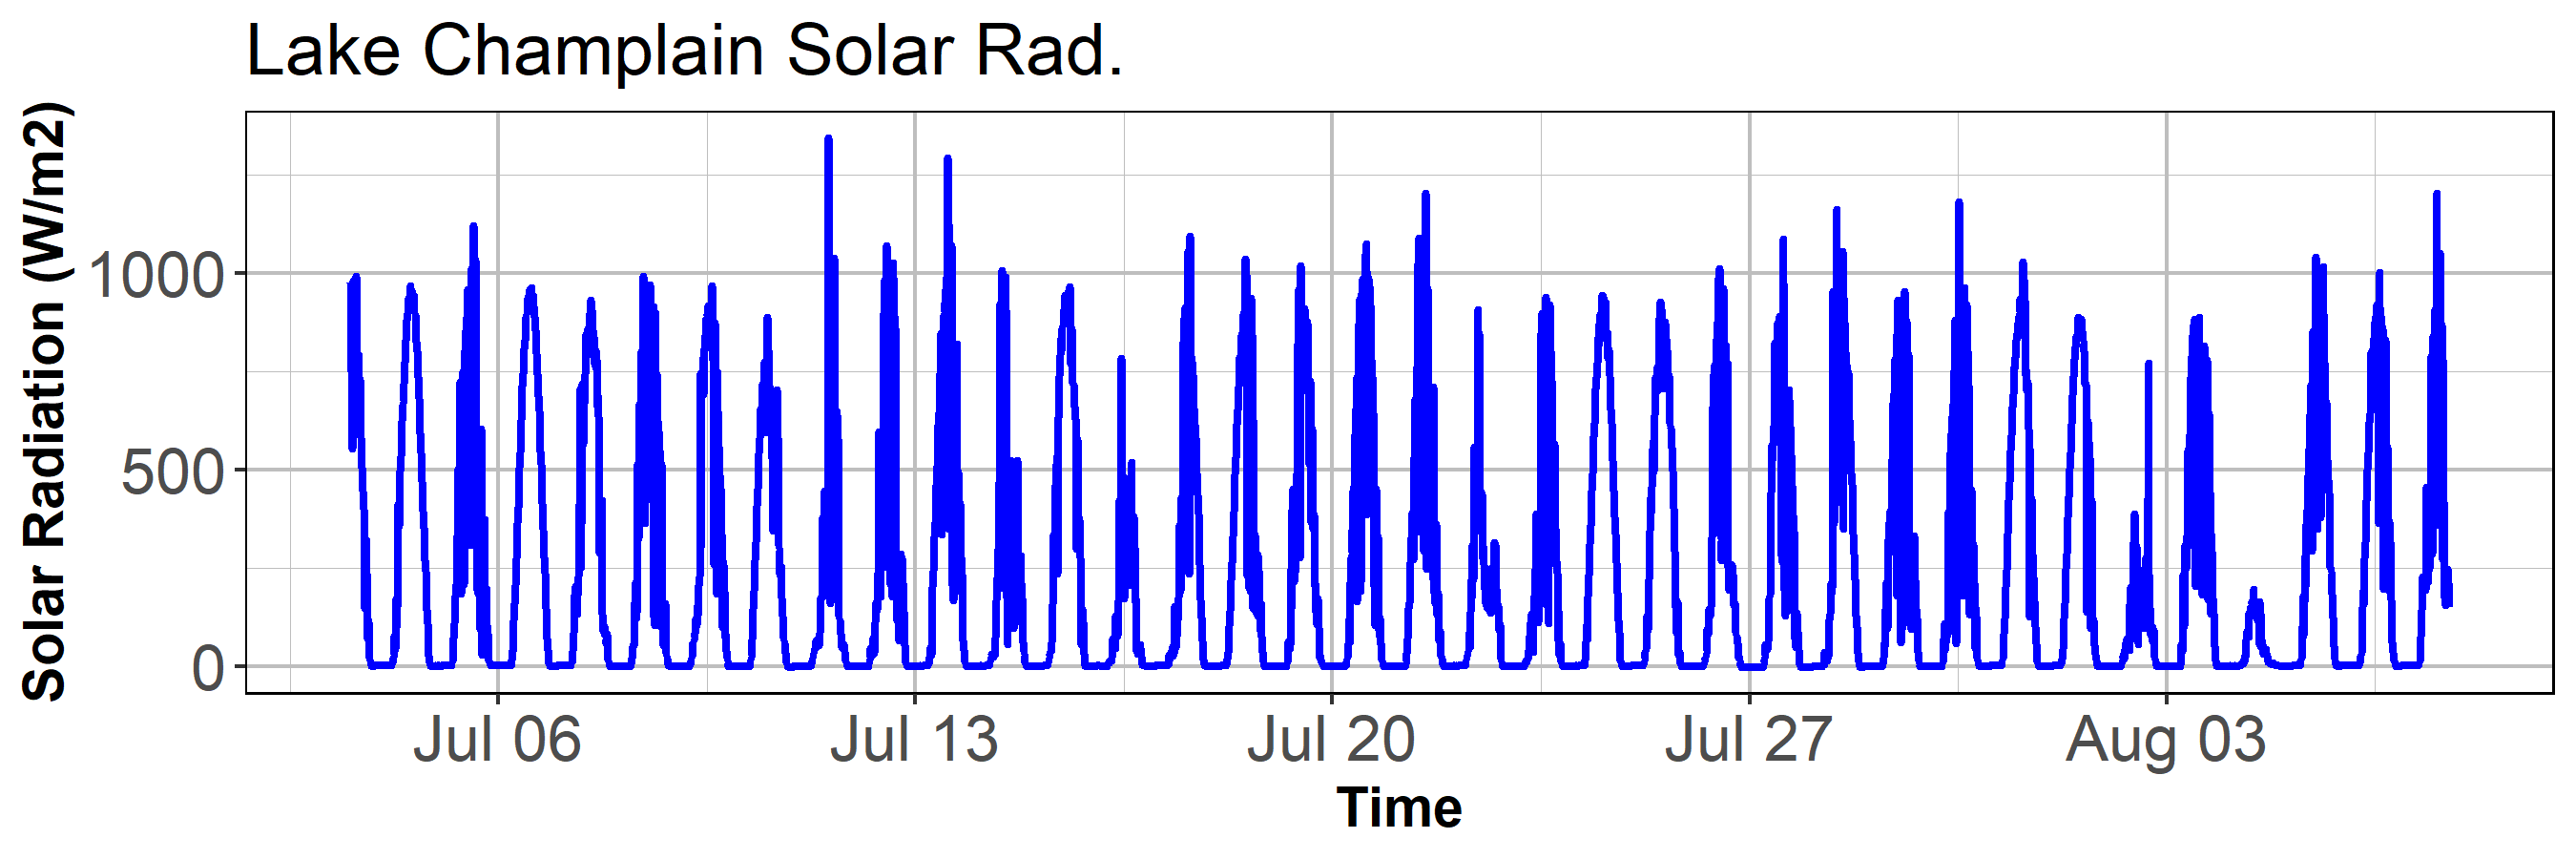 Lake Champlain Solar Rad.
Solar Radiation (W/m2)
1000
500
0
Jul 06
Jul 13
Jul 20
Jul 27
Aug 03
Time